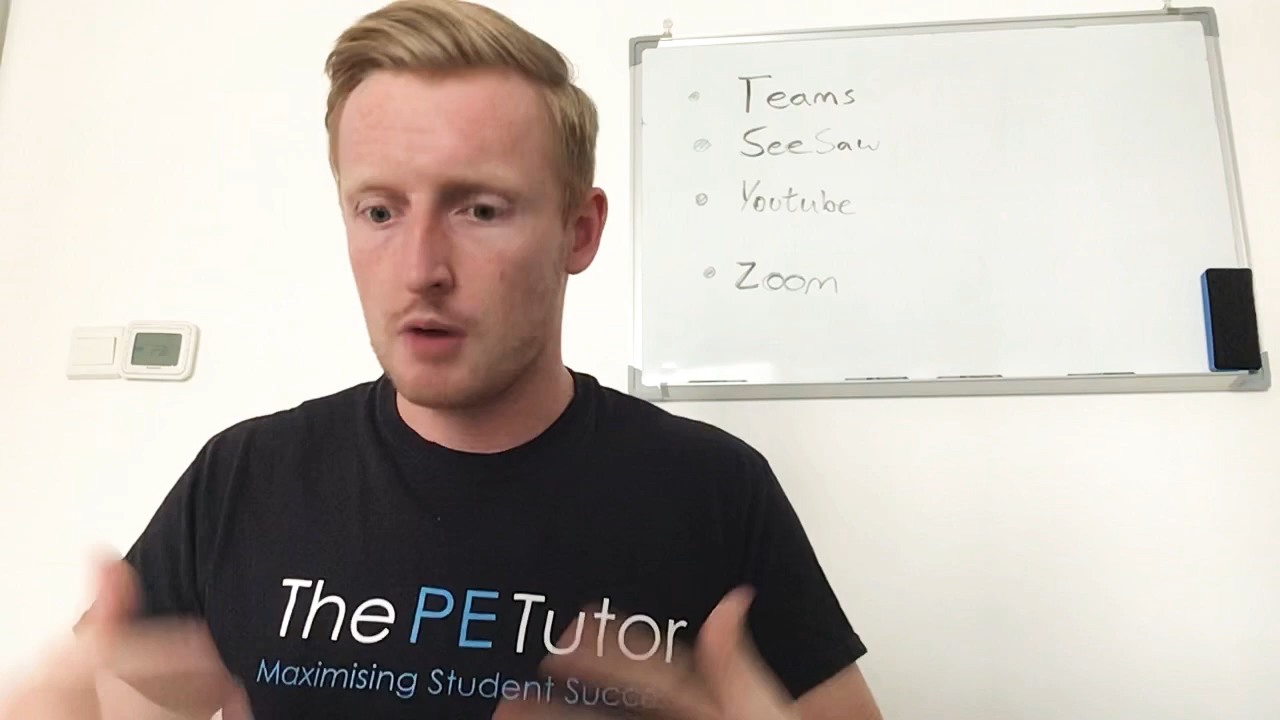 Teams
SeeSaw
Youtube
Zoom
The PE Tutor
Maximising Student Succe